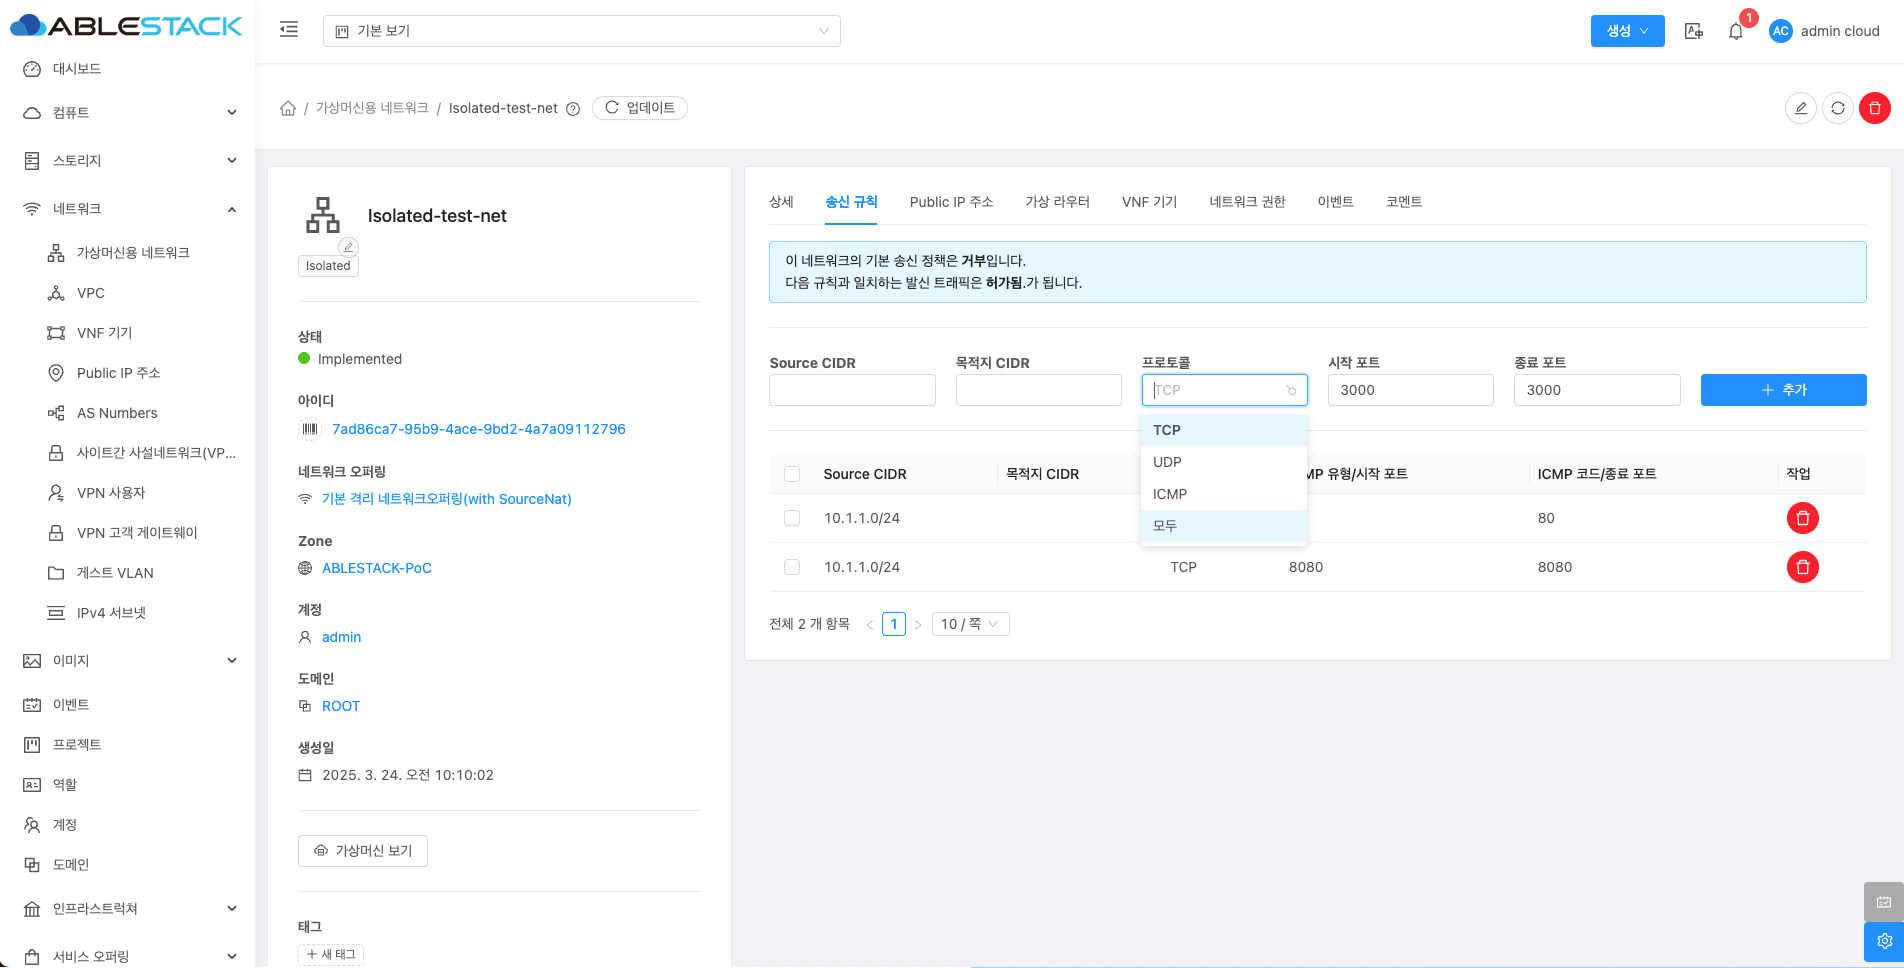 ABLESTACK
기본 보기
생성
1
AC
admin cloud
대시보드
컴퓨트
스토리지
네트워크
가상머신용 네트워크
VPC
VNF 기기
Public IP 주소
AS Numbers
사이트간 사설네트워크(VP...
VPN 사용자
VPN 고객 게이트웨이
게스트 VLAN
IPv4 서브넷
이미지
이벤트
프로젝트
역할
계정
도메인
인프라스트럭쳐
서비스 오퍼링
/ 가상머신용 네트워크 / Isolated-test-net
업데이트
Isolated-test-net
Isolated
상태
Implemented
아이디
7ad86ca7-95b9-4ace-9bd2-4a7a09112796
네트워크 오퍼링
기본 격리 네트워크오퍼링(with SourceNat)
Zone
ABLESTACK-PoC
계정
admin
도메인
ROOT
생성일
2025. 3. 24. 오전 10:10:02
가상머신 보기
태그
+ 새 태그
상세 송신 규칙 Public IP 주소 가상 라우터 VNF 기기 네트워크 권한 이벤트 코멘트
이 네트워크의 기본 송신 정책은 거부입니다.
다음 규칙과 일치하는 발신 트래픽은 허가됨.가 됩니다.
Source CIDR 목적지 CIDR 프로토콜 시작 포트 종료 포트
TCP 3000 3000 + 추가
TCP
UDP
ICMP
모두
Source CIDR 목적지 CIDR MP 유형/시작 포트 ICMP 코드/종료 포트 작업
10.1.1.0/24 80
10.1.1.0/24 TCP 8080 8080
전체 2 개 항목 < 1 > 10 / 쪽